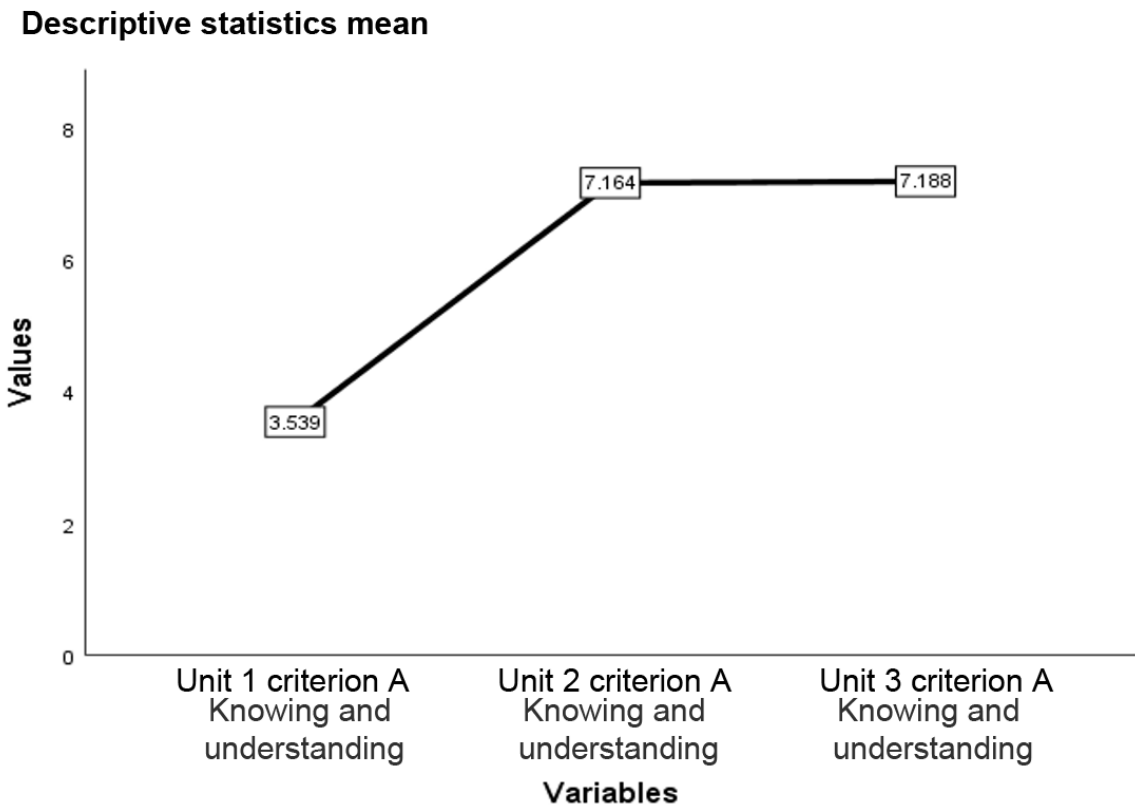 Descriptive statistics mean
8
6
4
2
0
Values
3.539
7.164
7.188
Unit 1 criterion A
Knowing and
understanding
Unit 2 criterion A
Knowing and
understanding
Unit 3 criterion A
Knowing and
understanding
Variables